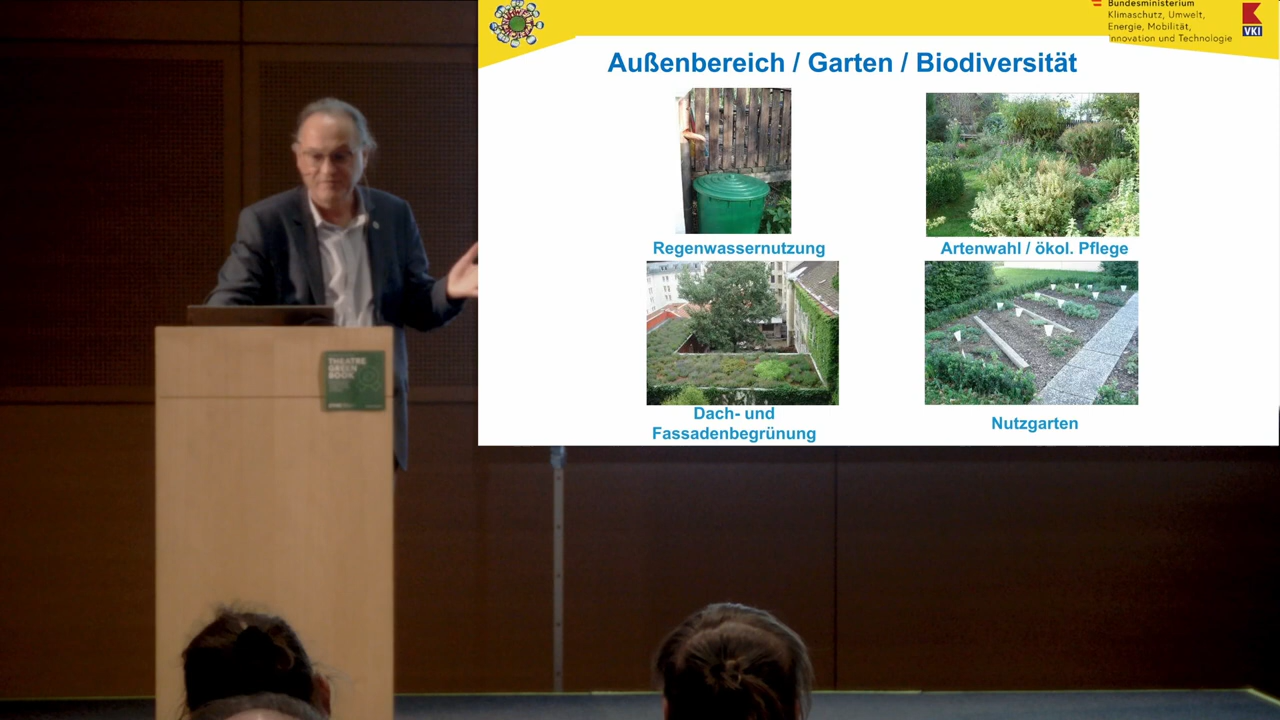 Bundesministerium
Klimaschutz, Umwelt,
Energie, Mobilität,
Innovation und Technologie
VKI
Außenbereich / Garten / Biodiversität
Regenwassernutzung
Artenwahl / ökol. Pflege
Dach- und
Fassadenbegrünung
Nutzgarten
THEATRE
GREEN
BOOK